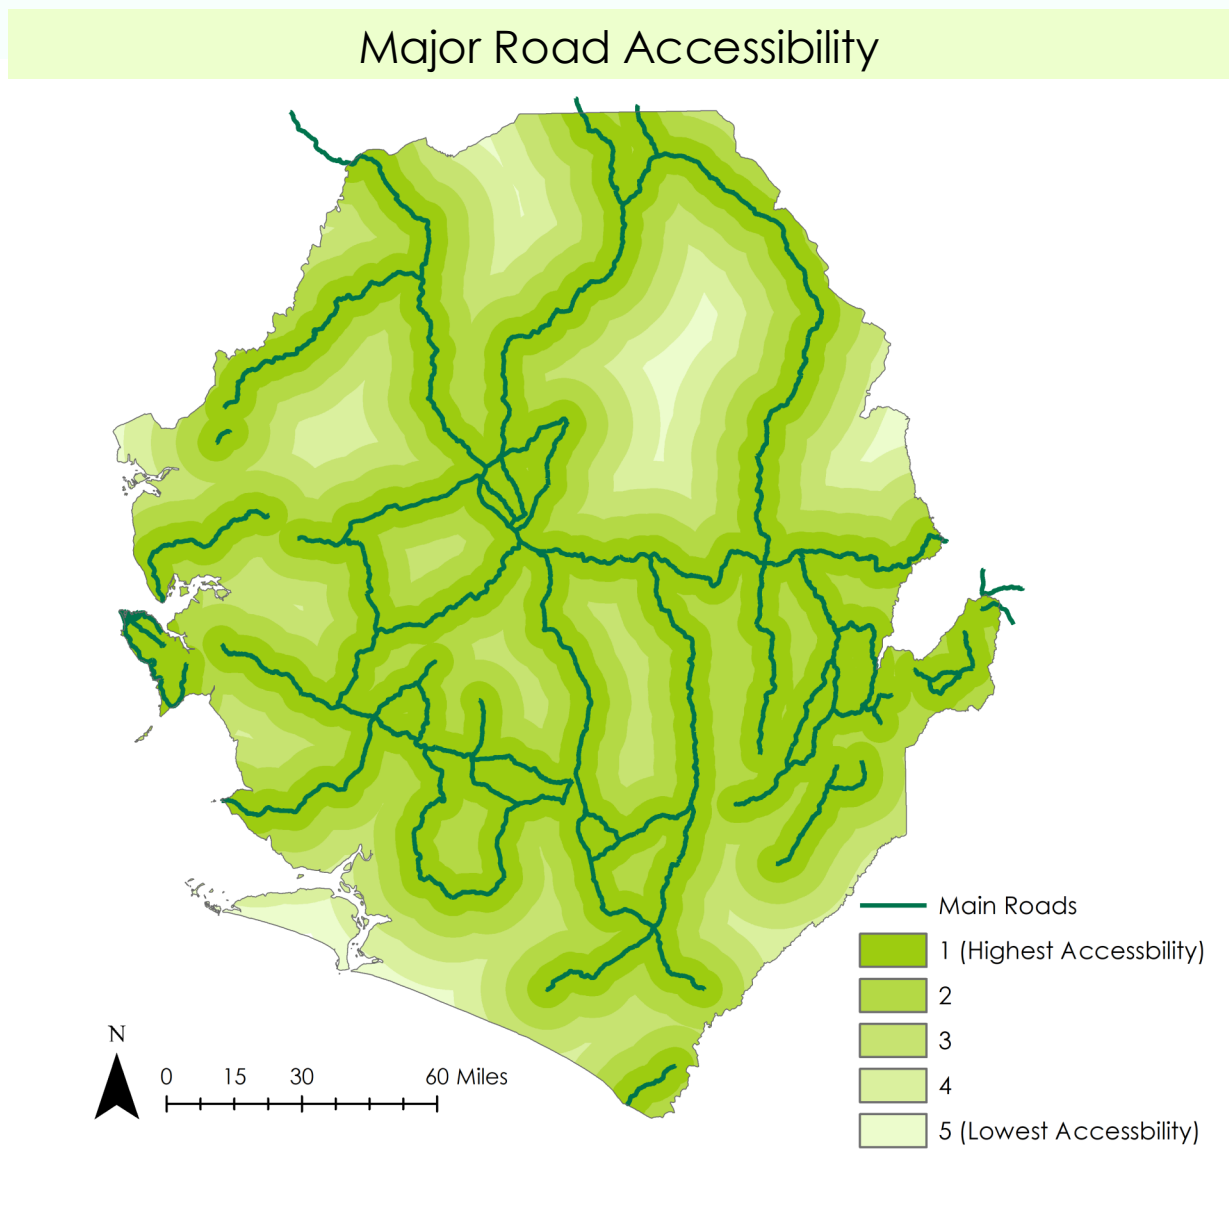 Major Road Accessibility
Main Roads
1 (Highest Accessbility)
2
3
4
5 (Lowest Accessbility)
N
0 15 30 60 Miles